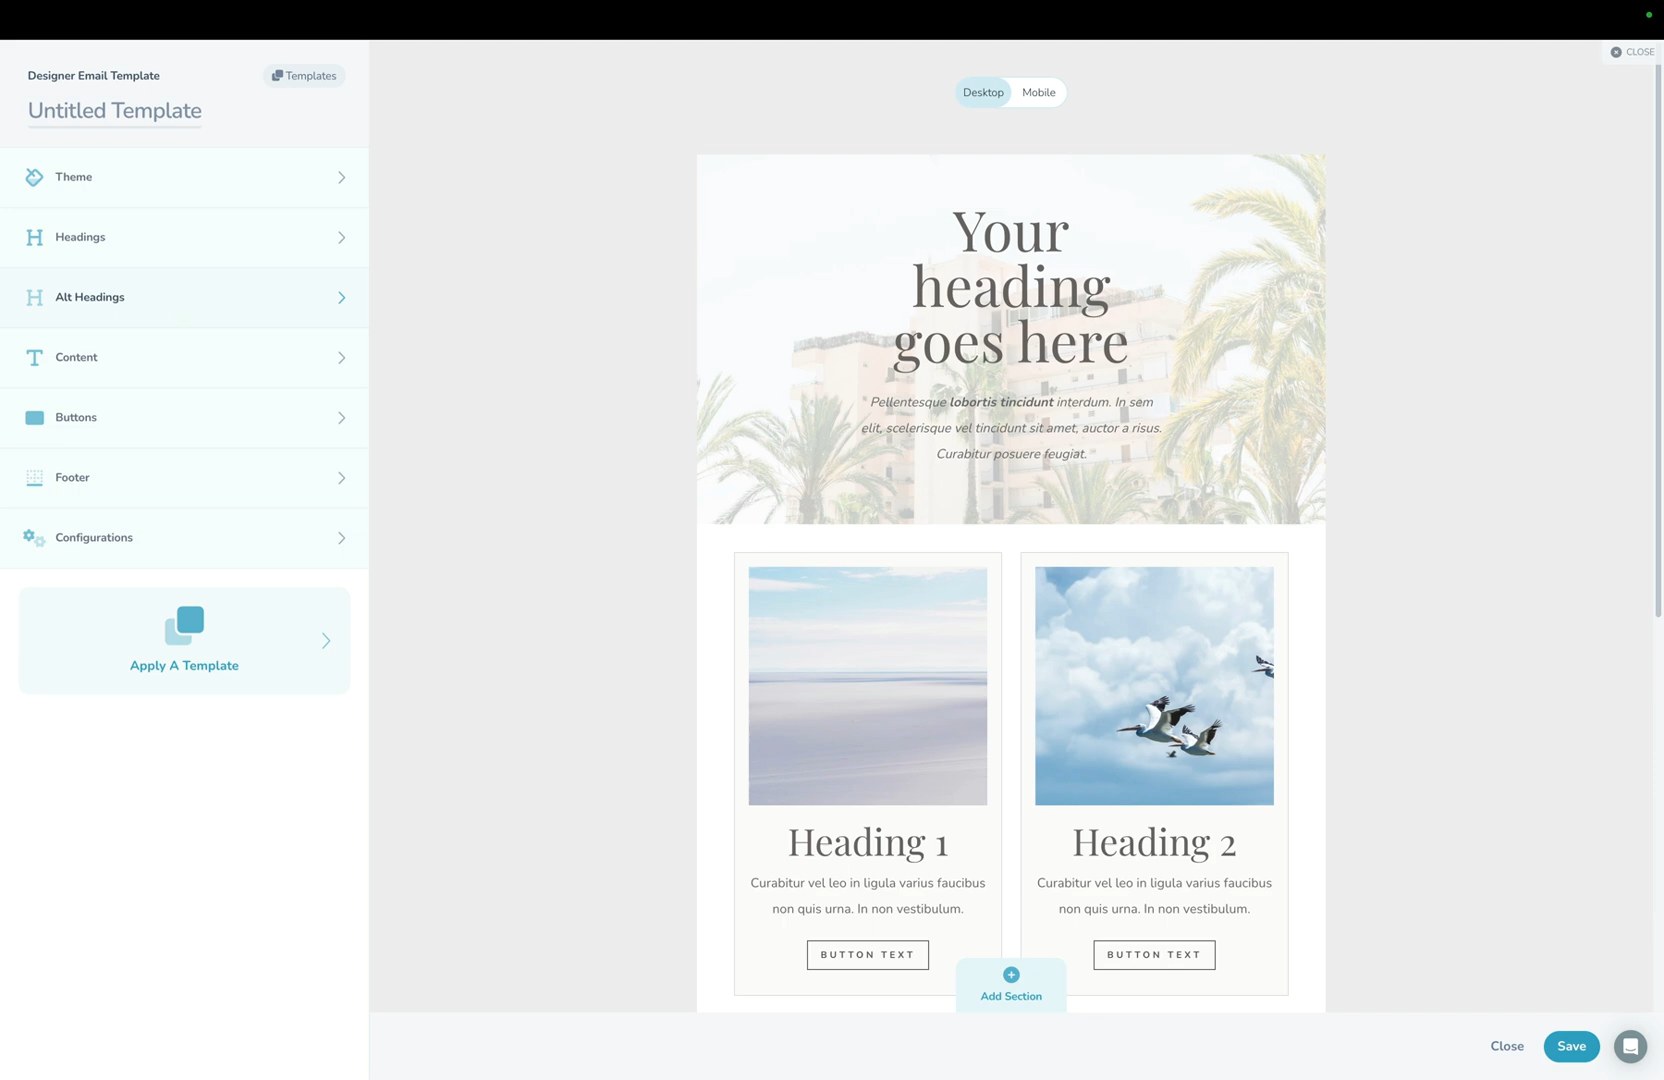 CLOSE
Designer Email Template
Templates
Untitled Template
Desktop
Mobile
Theme
Headings
Alt Headings
Content
Buttons
Footer
Configurations
Apply A Template
Your
heading
goes here
Pellentesque lobortis tincidunt interdum. In sem
elit, scelerisque vel tincidunt sit amet, auctor a risus.
Curabitur posuere feugiat.
Heading 1
Curabitur vel leo in ligula varius faucibus
non quis urna. In non vestibulum.
BUTTON TEXT
Heading 2
Curabitur vel leo in ligula varius faucibus
non quis urna. In non vestibulum.
BUTTON TEXT
Add Section
Close
Save